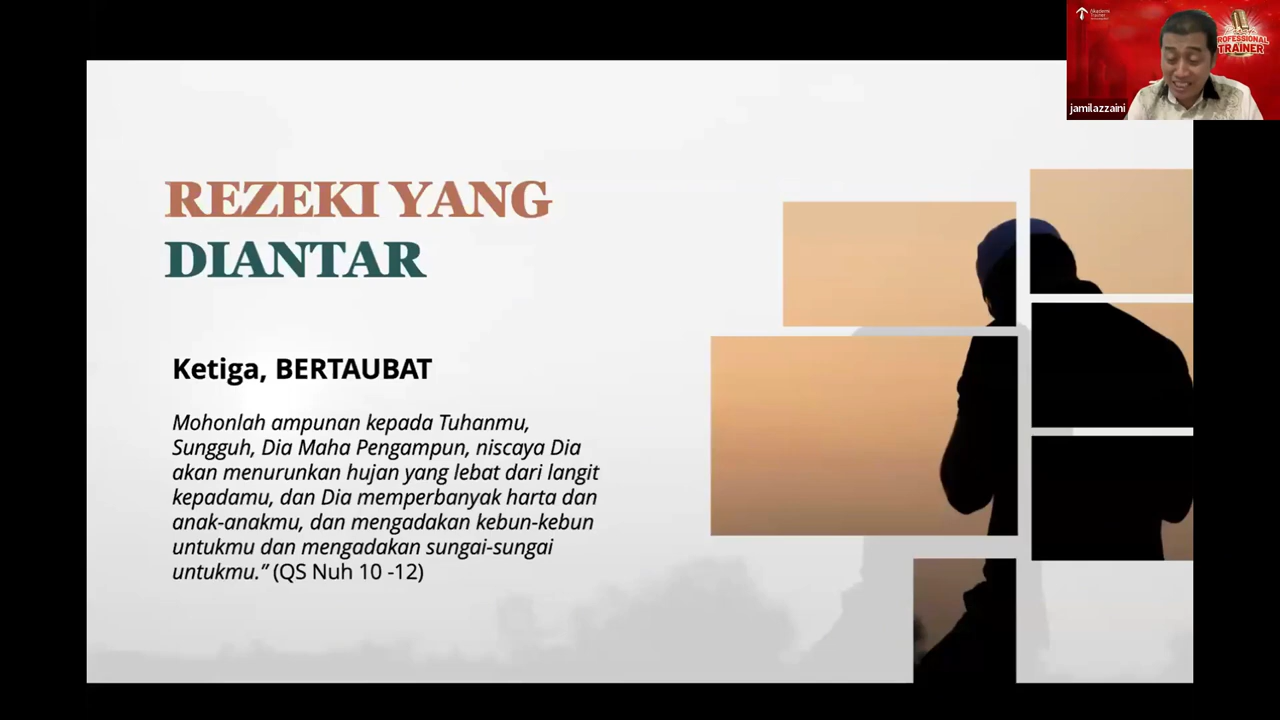 REZEKI YANG
DIANTAR
Ketiga, BERTAUBAT
Mohonlah ampunan kepada Tuhanmu,
Sungguh, Dia Maha Pengampun, niscaya Dia
akan menurunkan hujan yang lebat dari langit
kepadamu, dan Dia memperbanyak harta dan
anak-anakmu, dan mengadakan kebun-kebun
untukmu dan mengadakan sungai-sungai
untukmu.” (QS Nuh 10 -12)
Akademi
Trainer
PROFESSIONAL
TRAINER
jamilazzaini